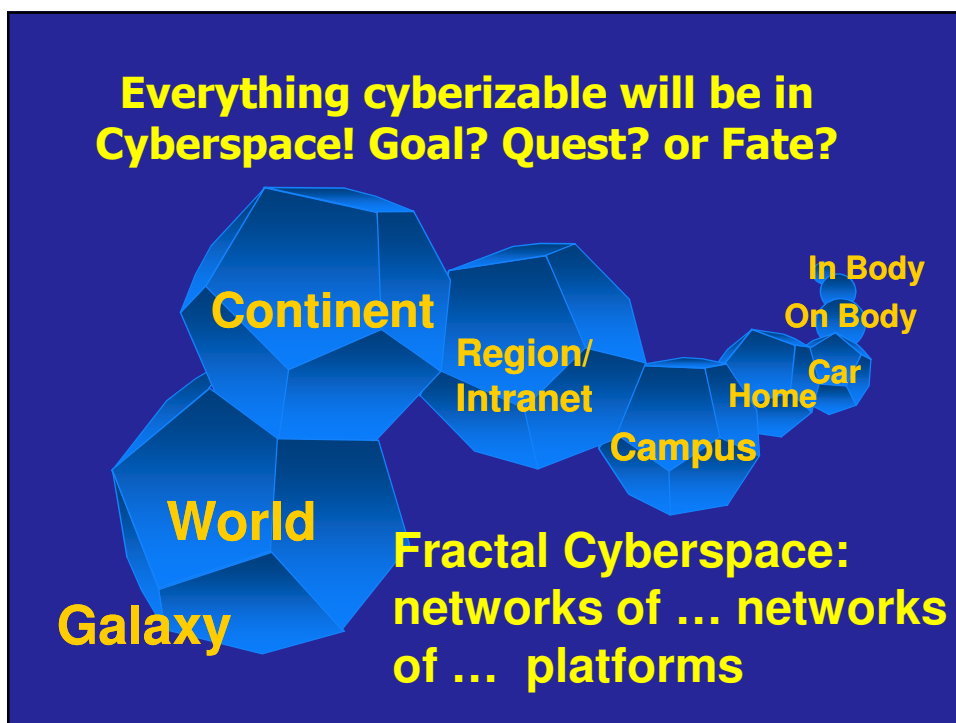 Everything cyberizable will be in
Cyberspace! Goal? Quest? or Fate?
In Body
On Body
Continent
Region/
Intranet
Car
Home
Campus
World
Galaxy
Fractal Cyberspace:
networks of … networks
of … platforms